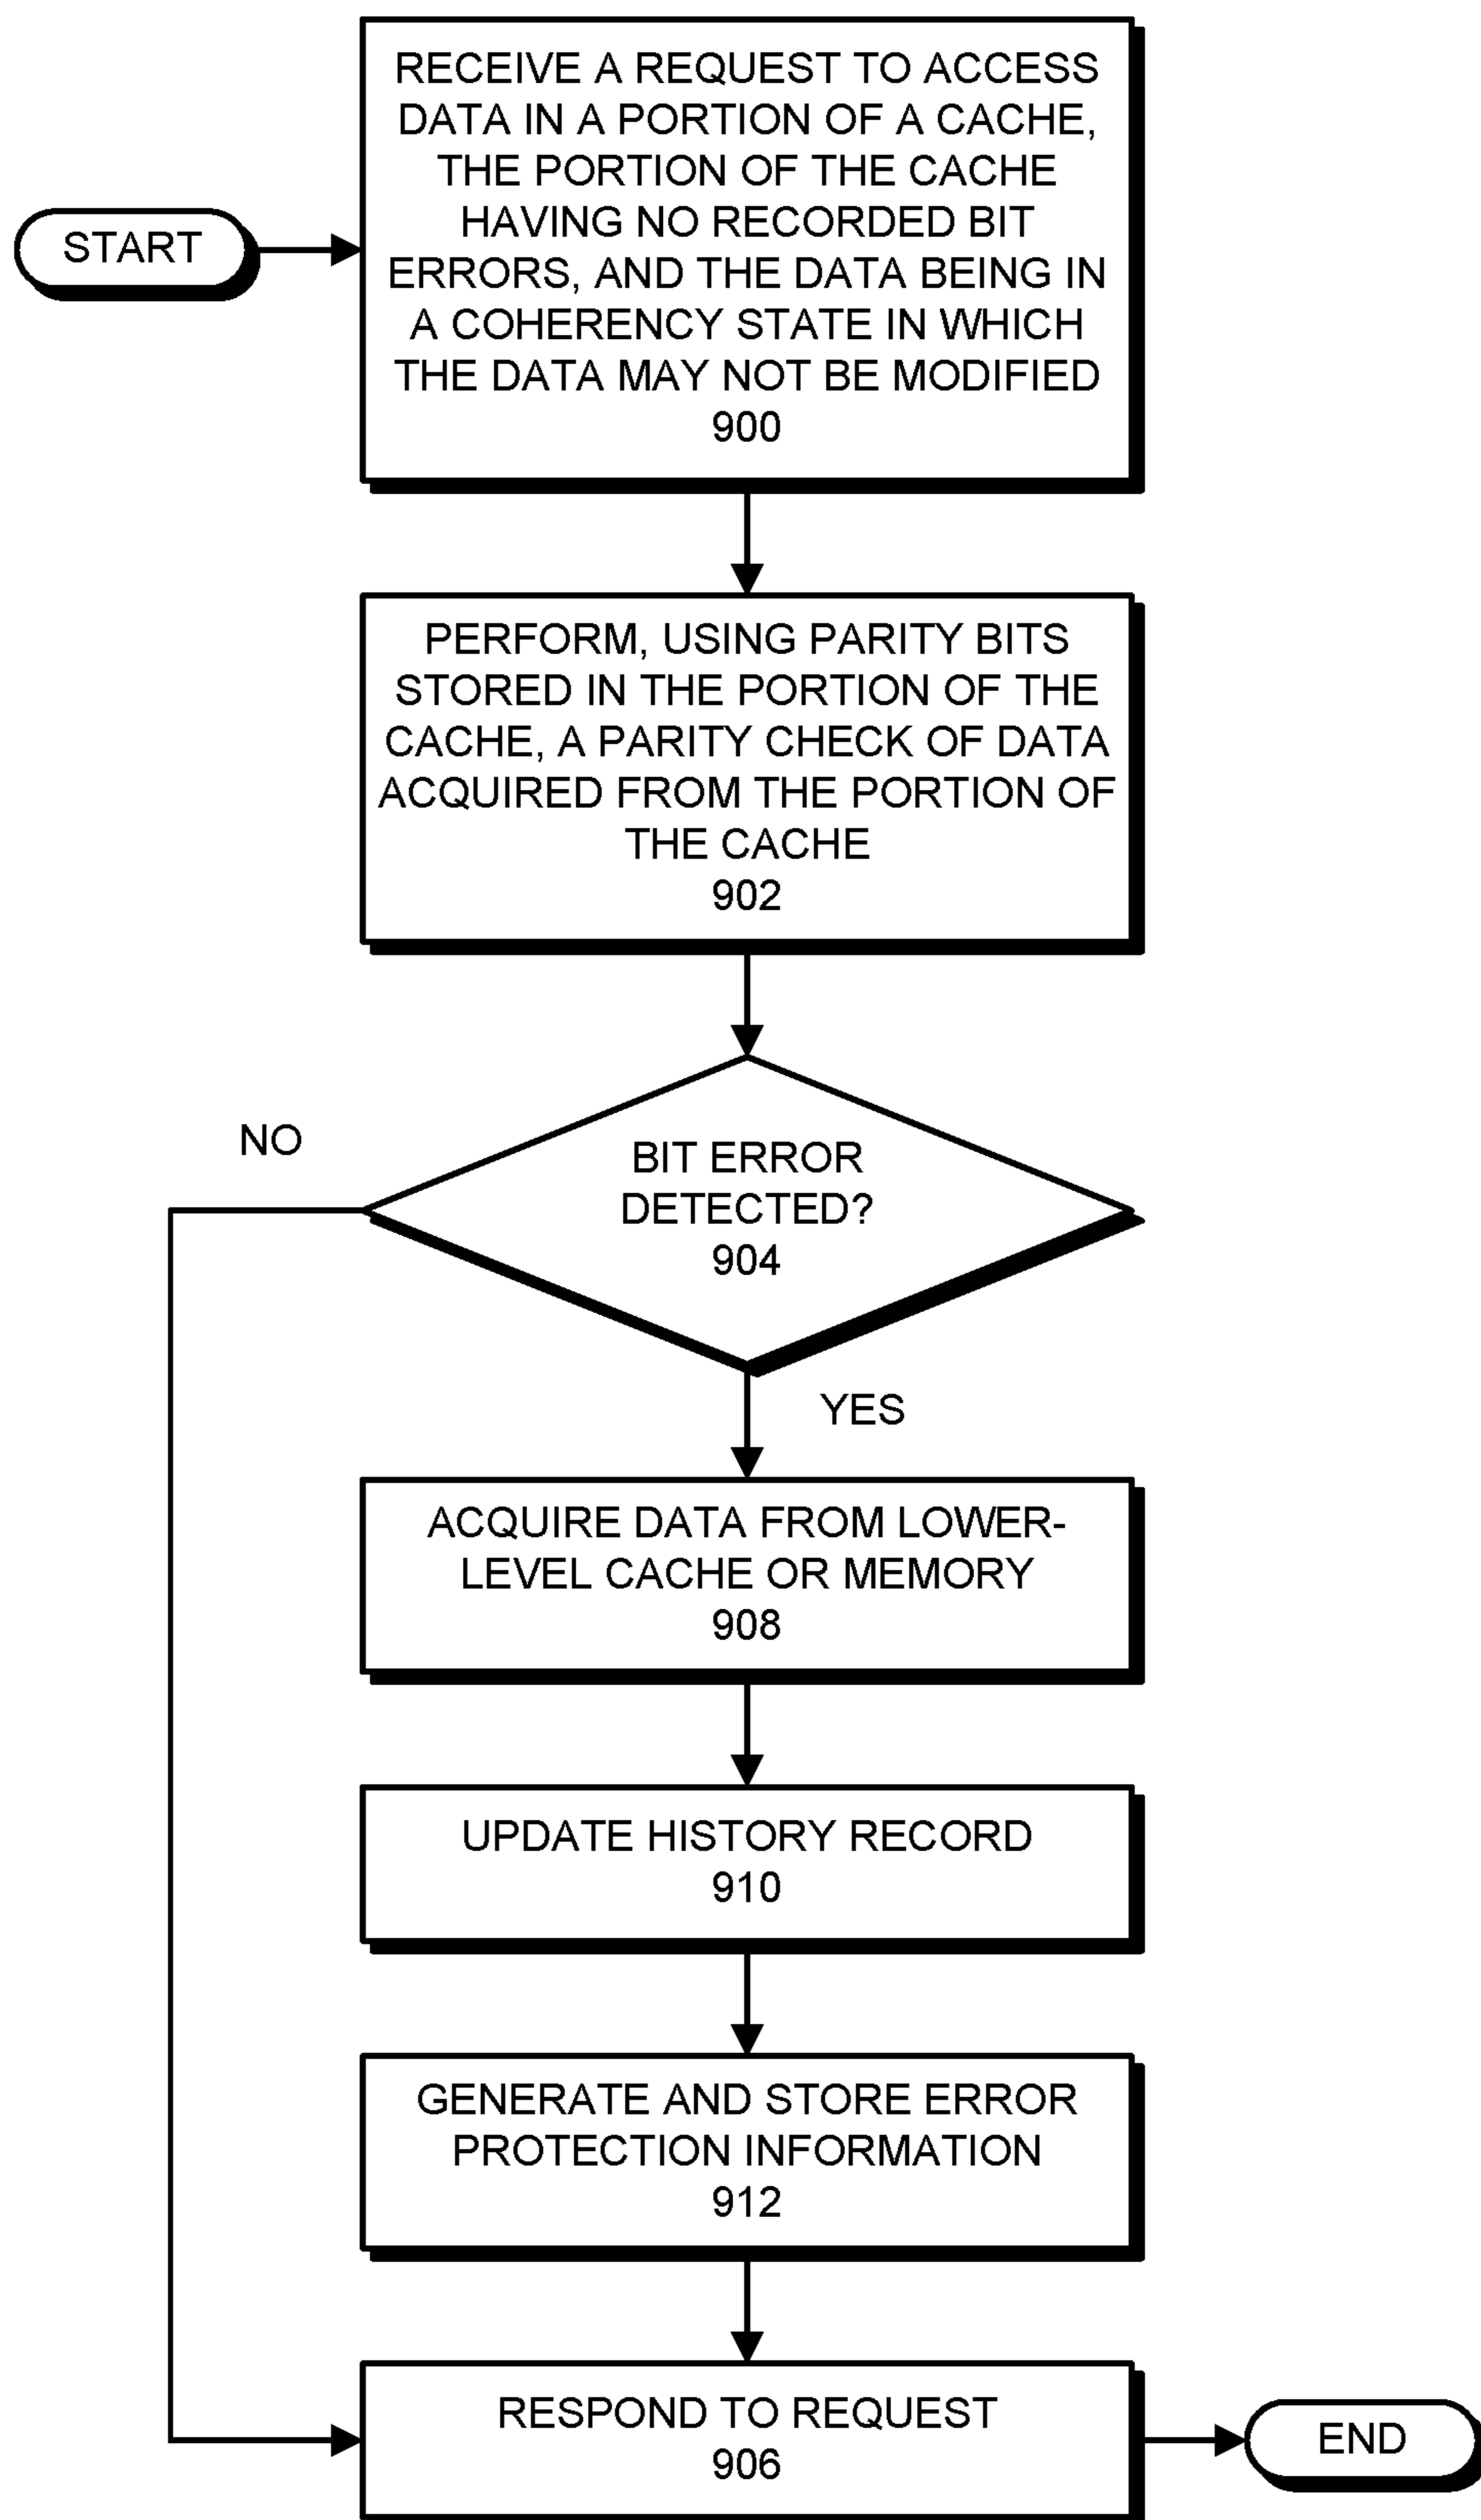 START
RECEIVE A REQUEST TO ACCESS
DATA IN A PORTION OF A CACHE,
THE PORTION OF THE CACHE
HAVING NO RECORDED BIT
ERRORS, AND THE DATA BEING IN
A COHERENCY STATE IN WHICH
THE DATA MAY NOT BE MODIFIED
900
PERFORM, USING PARITY BITS
STORED IN THE PORTION OF THE
CACHE, A PARITY CHECK OF DATA
ACQUIRED FROM THE PORTION OF
THE CACHE
902
BIT ERROR
DETECTED?
904
NO
YES
ACQUIRE DATA FROM LOWER-
LEVEL CACHE OR MEMORY
908
UPDATE HISTORY RECORD
910
GENERATE AND STORE ERROR
PROTECTION INFORMATION
912
RESPOND TO REQUEST
906
END